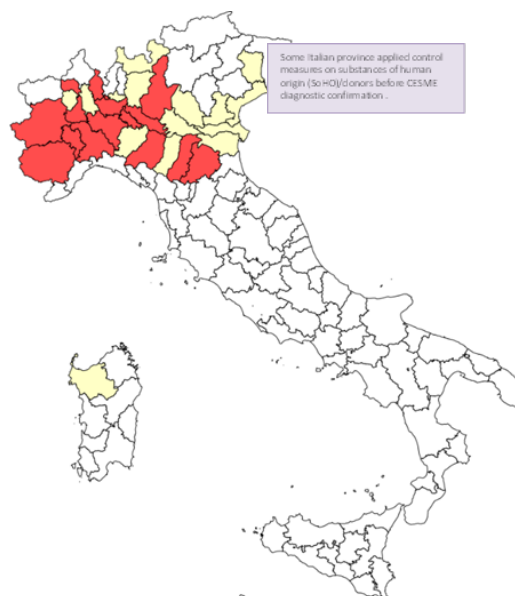 Some Italian province applied control
measures on substances of human
origin (SoHO)/donors before CESME
diagnostic confirmation .